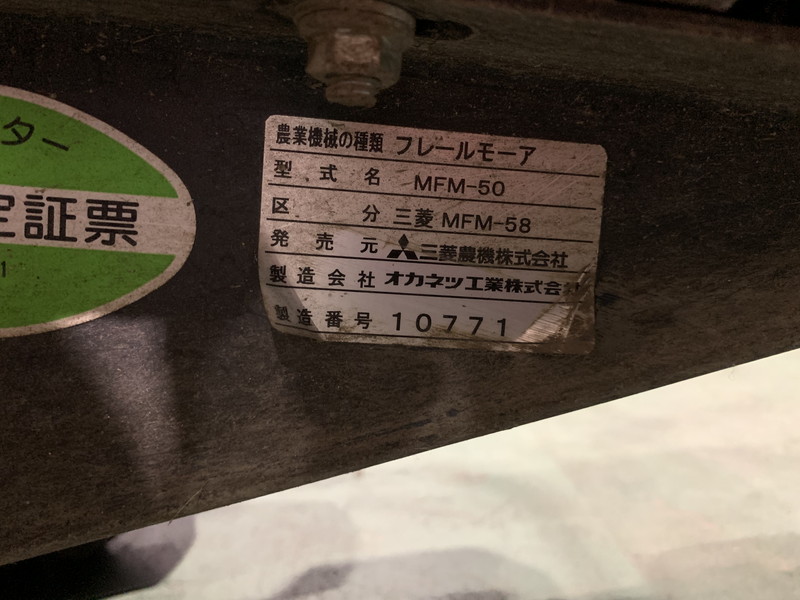 ター
定証票
1
農業機械の種類 フレールモーア
型式名 MFM-50
区分 三菱 MFM-58
発売元 三菱農機株式会社
製造会社 オカネツ工業株式会社
製造番号 10771